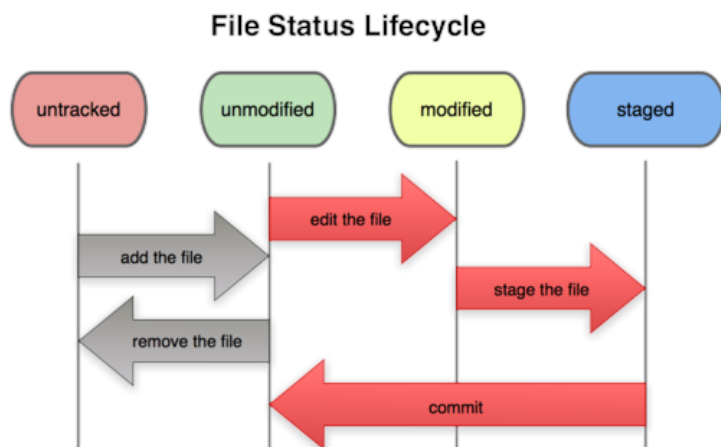 File Status Lifecycle
untracked
unmodified
modified
staged
edit the file
add the file
stage the file
remove the file
commit